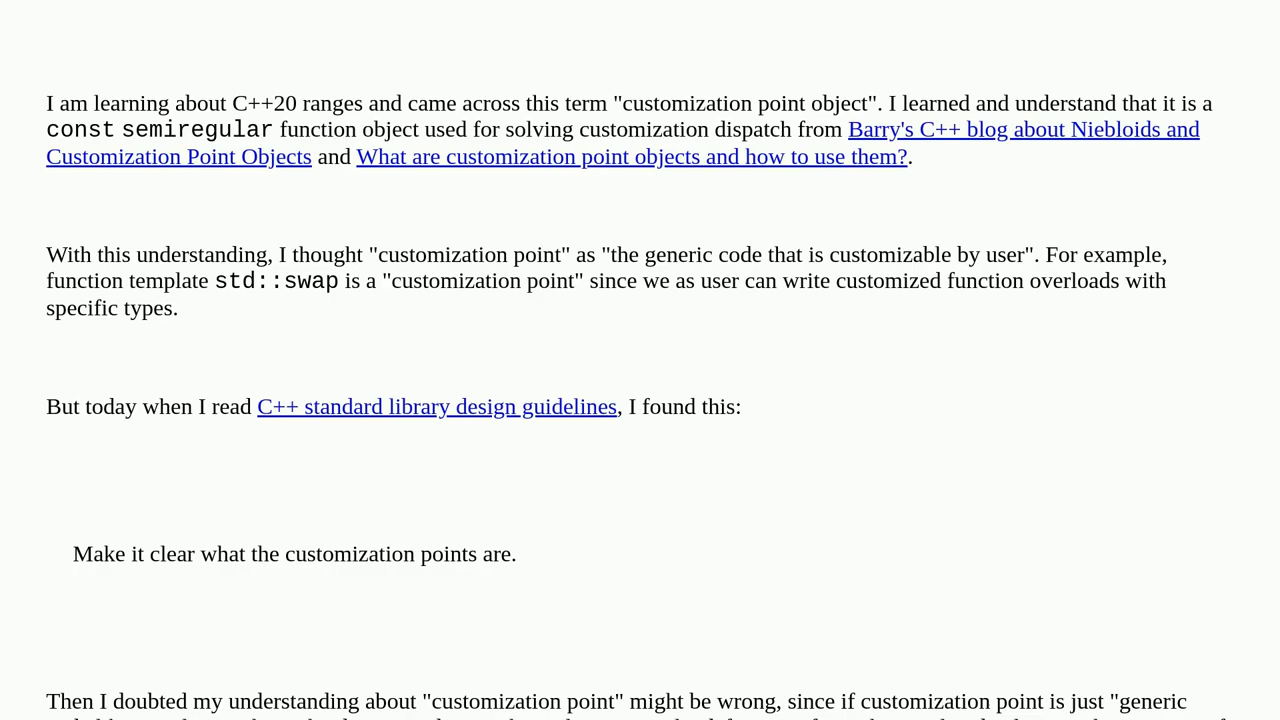 I am learning about C++20 ranges and came across this term "customization point object". I learned and understand that it is a
const semiregular function object used for solving customization dispatch from Barry's C++ blog about Niebloids and
Customization Point Objects and What are customization point objects and how to use them?.
With this understanding, I thought "customization point" as "the generic code that is customizable by user". For example,
function template std::swap is a "customization point" since we as user can write customized function overloads with
specific types.
But today when I read C++ standard library design guidelines, I found this:
Make it clear what the customization points are.
Then I doubted my understanding about "customization point" might be wrong, since if customization point is just "generic